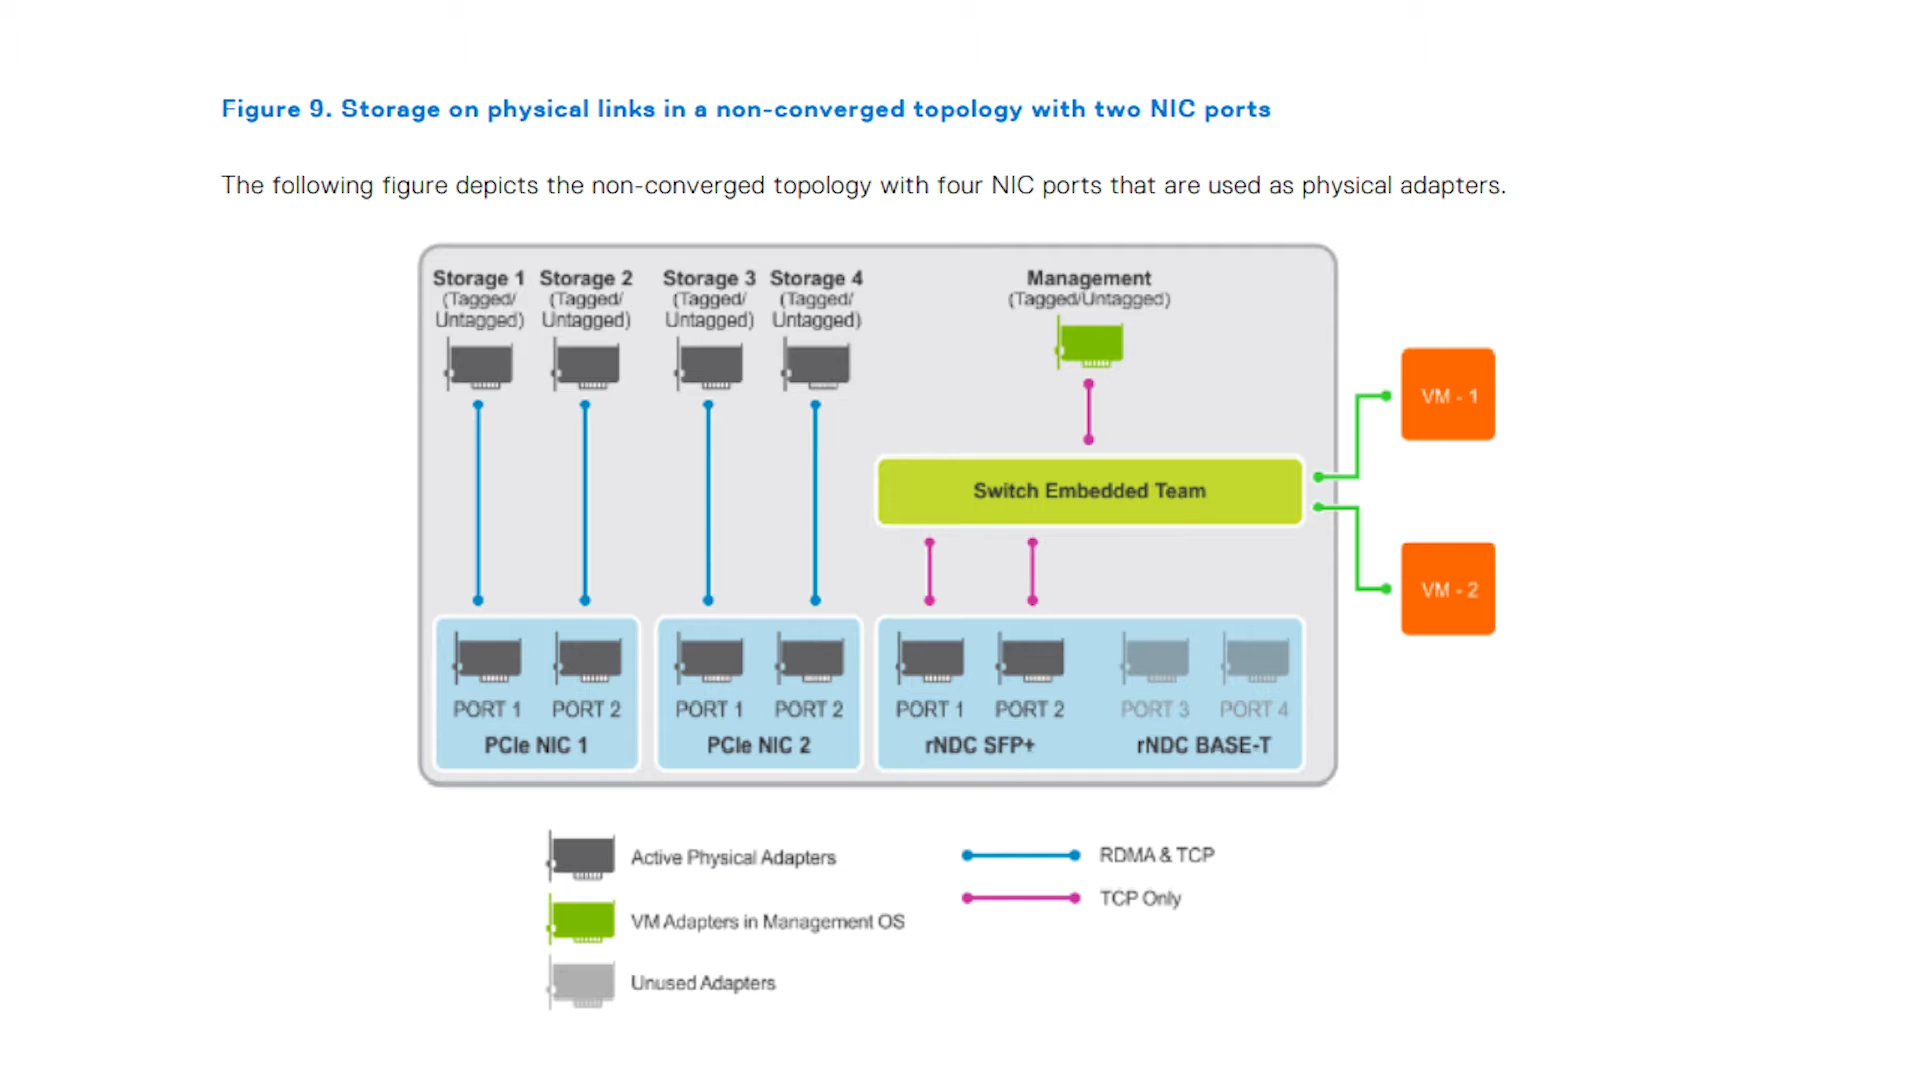 Figure 9. Storage on physical links in a non-converged topology with two NIC ports
The following figure depicts the non-converged topology with four NIC ports that are used as physical adapters.
Storage 1
(Tagged/
Untagged)
Storage 2
(Tagged/
Untagged)
Storage 3
(Tagged/
Untagged)
Storage 4
(Tagged/
Untagged)
Management
(Tagged/Untagged)
VM - 1
Switch Embedded Team
VM - 2
PORT 1
PORT 2
PCIe NIC 1
PORT 1
PORT 2
PCIe NIC 2
PORT 1
PORT 2
PORT 3
PORT 4
rNDC SFP+
rNDC BASE-T
Active Physical Adapters
VM Adapters in Management OS
Unused Adapters
RDMA & TCP
TCP Only